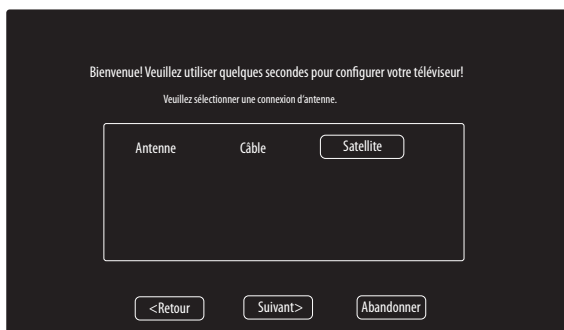 Bienvenue! Veuillez utiliser quelques secondes pour configurer votre téléviseur!
Veuillez sélectionner une connexion d'antenne.
Antenne Câble Satellite
<Retour Suivant> Abandonner